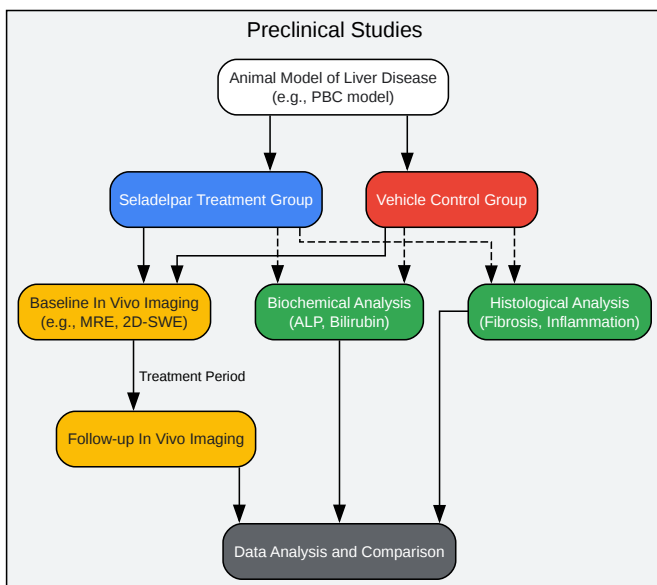 Preclinical Studies
Animal Model of Liver Disease
(e.g., PBC model)
Seladelpar Treatment Group
Vehicle Control Group
Baseline In Vivo Imaging
(e.g., MRE, 2D-SWE)
Biochemical Analysis
(ALP, Bilirubin)
Histological Analysis
(Fibrosis, Inflammation)
Treatment Period
Follow-up In Vivo Imaging
Data Analysis and Comparison